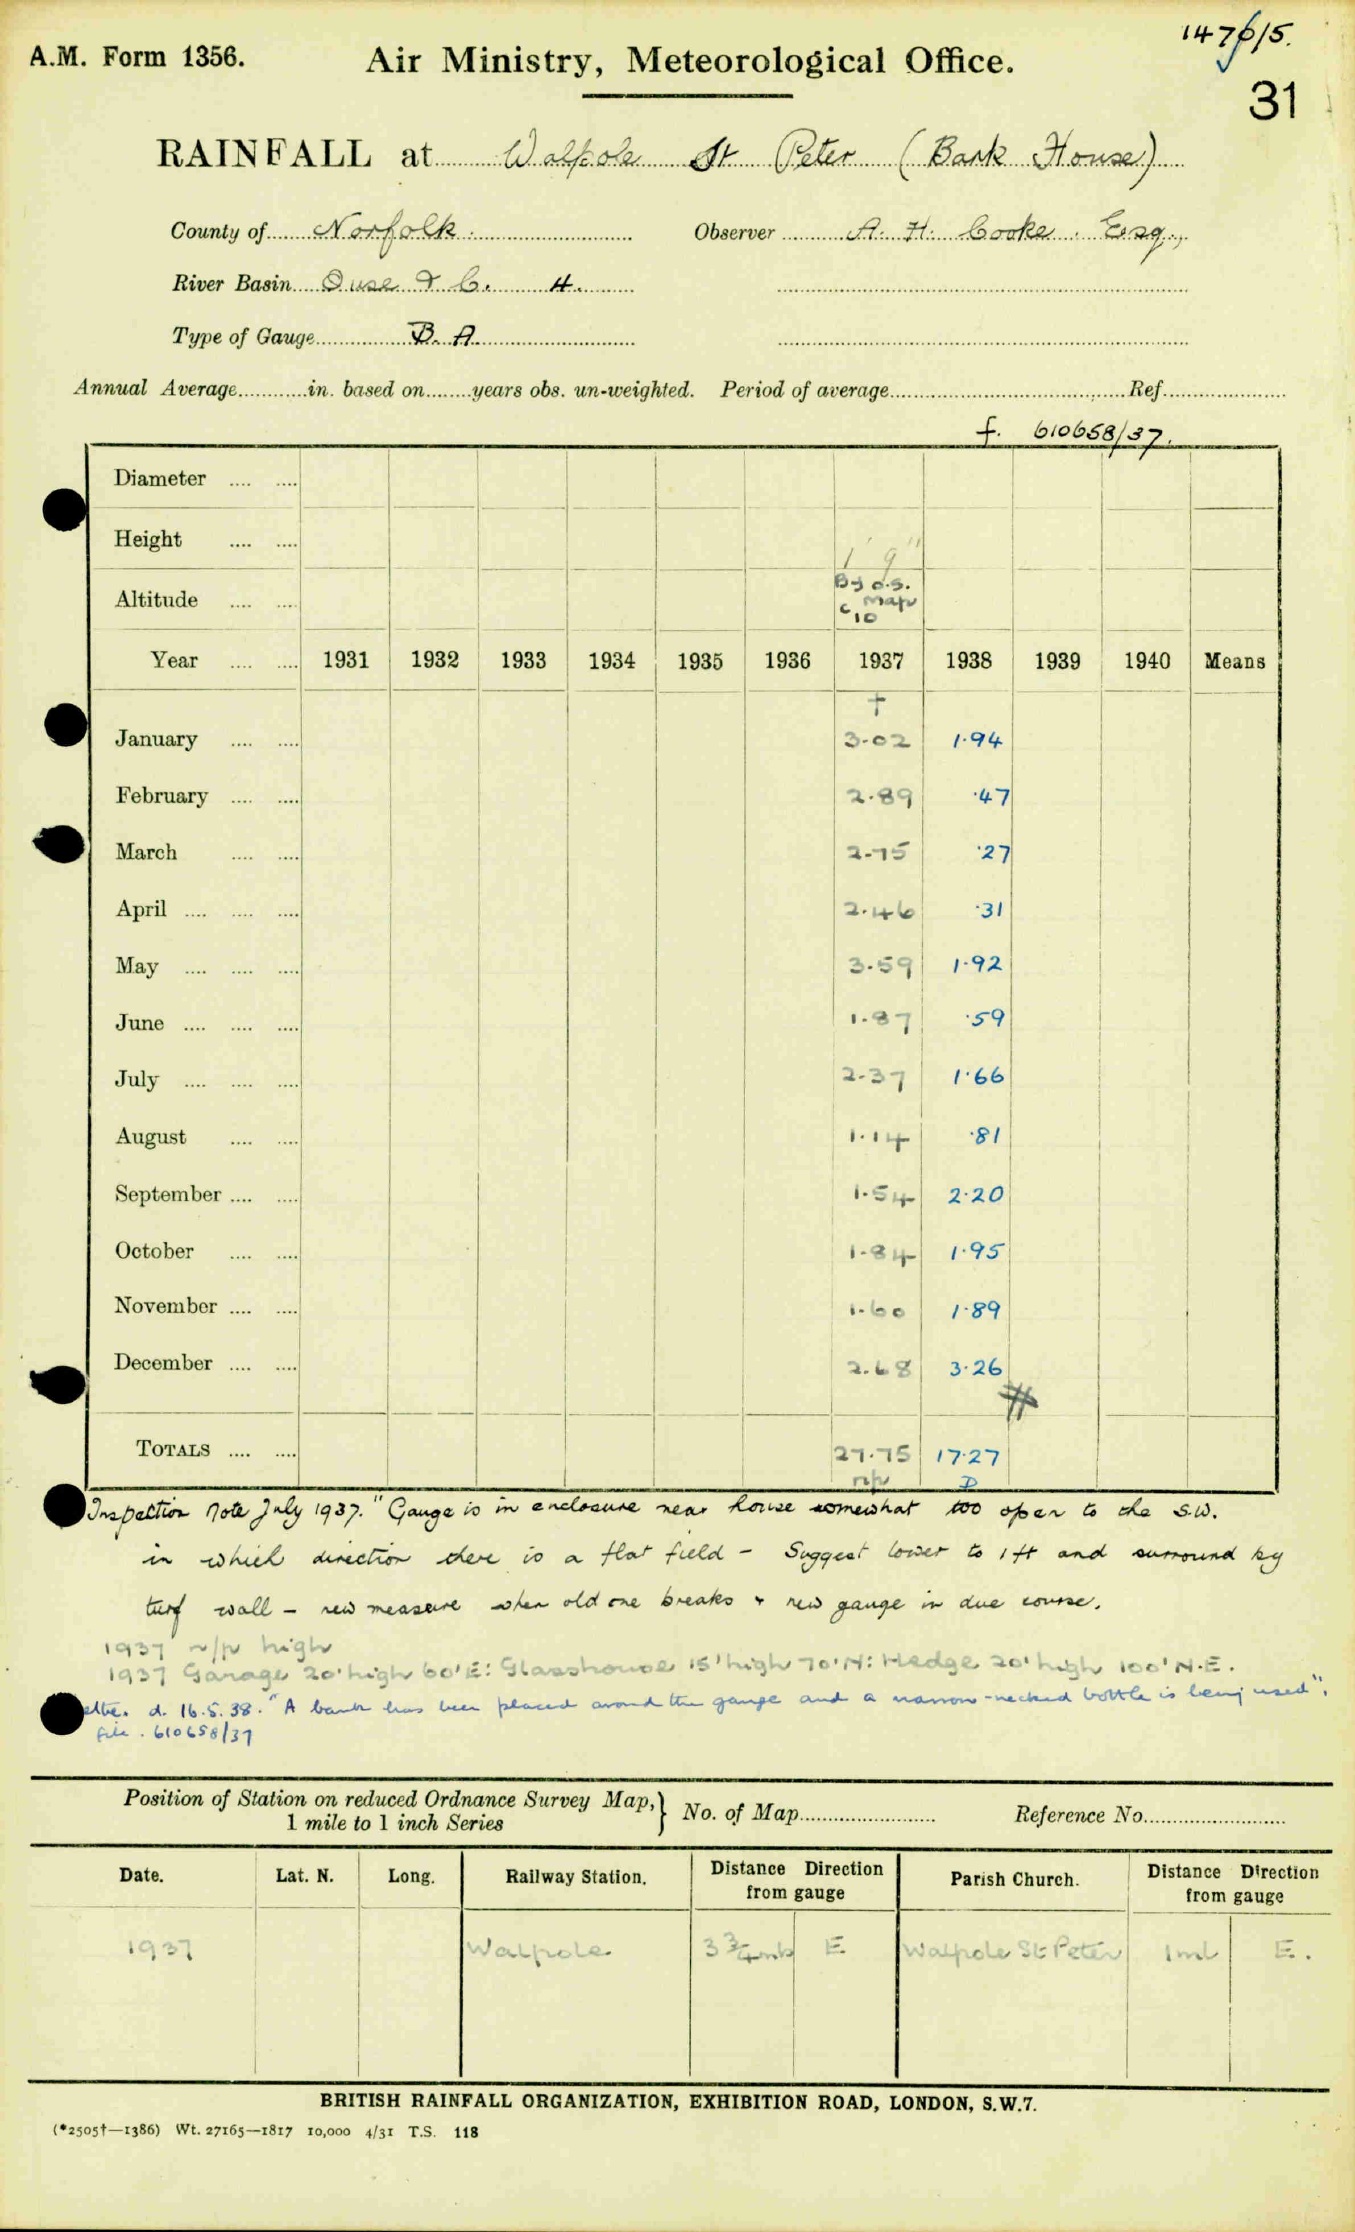 1476/5.
A.M. Form 1356. Air Ministry, Meteorological Office.
31
RAINFALL at Walpole St Peter (Bank House)
County of Norfolk. Observer A. H. Cooke. Esq.,
River Basin Ouse & C. 4.
Type of Gauge B. A.
Annual Average in. based on years obs. un-weighted. Period of average Ref.
f. 610658/37.
Diameter
Height 1' 9"
Altitude By O.S. Map c 10
Year 1931 1932 1933 1934 1935 1936 1937 1938 1939 1940 Means
†
January 3.02 1.94
February 2.89 .47
March 2.75 .27
April 2.46 .31
May 3.59 1.92
June 1.87 .59
July 2.37 1.66
August 1.14 .81
September 1.54 2.20
October 1.84 1.95
November 1.60 1.89
December 2.68 3.26
#
TOTALS 27.75 17.27
n/p D
Inspection Note July 1937. "Gauge is in enclosure near house somewhat too open to the S.W.
in which direction there is a flat field - Suggest lower to 1 ft and surround by
turf wall - new measure when old one breaks & new gauge in due course.
1937 n/p high
1937 Garage 20' high 60' E: Glasshouse 15' high 70' N: Hedge 20' high 100' N.E.
d. 16.5.38. "A bank has been placed around the gauge and a narrow-necked bottle is being used".
file. 610658/37
Position of Station on reduced Ordnance Survey Map,} No. of Map Reference No.
1 mile to 1 inch Series
Date. Lat. N. Long. Railway Station. Distance Direction from gauge Parish Church. Distance Direction from gauge
1937 Walpole 3¾ mls E. Walpole St Peter 1 ml E.
BRITISH RAINFALL ORGANIZATION, EXHIBITION ROAD, LONDON, S.W.7.
(*2505†—1386) Wt. 27165—1817 10,000 4/31 T.S. 118